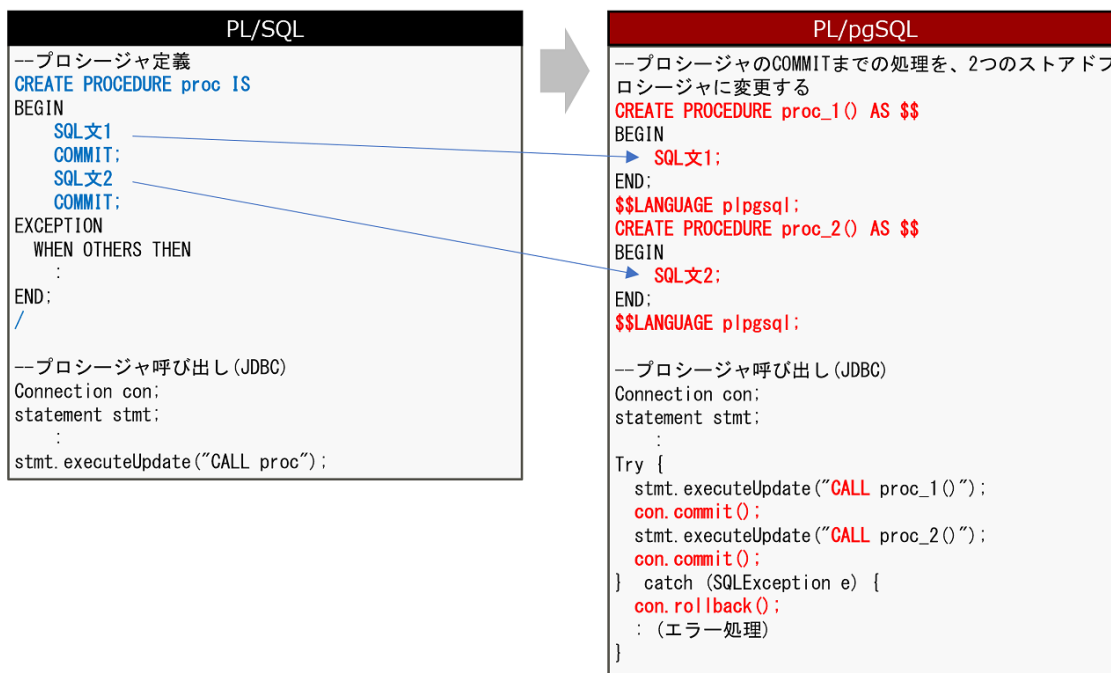 PL/SQL
--プロシージャ定義
CREATE PROCEDURE proc IS
BEGIN
SQL文1
COMMIT;
SQL文2
COMMIT;
EXCEPTION
WHEN OTHERS THEN
:
END;
/
--プロシージャ呼び出し(JDBC)
Connection con;
statement stmt;
:
stmt.executeUpdate("CALL proc");
PL/pgSQL
--プロシージャのCOMMITまでの処理を、2つのストアドプ
ロシージャに変更する
CREATE PROCEDURE proc_1() AS $$
BEGIN
SQL文1;
END;
$$LANGUAGE plpgsql;
CREATE PROCEDURE proc_2() AS $$
BEGIN
SQL文2;
END;
$$LANGUAGE plpgsql;
--プロシージャ呼び出し(JDBC)
Connection con;
statement stmt;
:
Try {
stmt.executeUpdate("CALL proc_1()");
con.commit();
stmt.executeUpdate("CALL proc_2()");
con.commit();
} catch (SQLException e) {
con.rollback();
: (エラー処理)
}